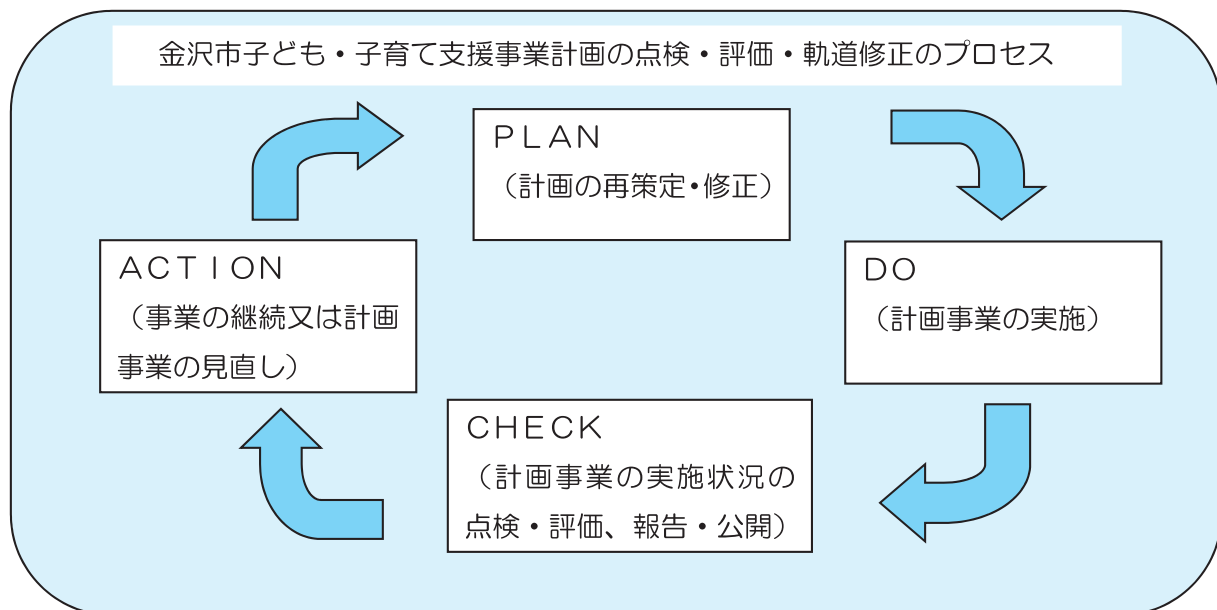 金沢市子ども・子育て支援事業計画の点検・評価・軌道修正のプロセス
ＰＬＡＮ
（計画の再策定・修正）
ＤＯ
（計画事業の実施）
ＣＨＥＣＫ
（計画事業の実施状況の
点検・評価、報告・公開）
ＡＣＴＩＯＮ
（事業の継続又は計画
事業の見直し）